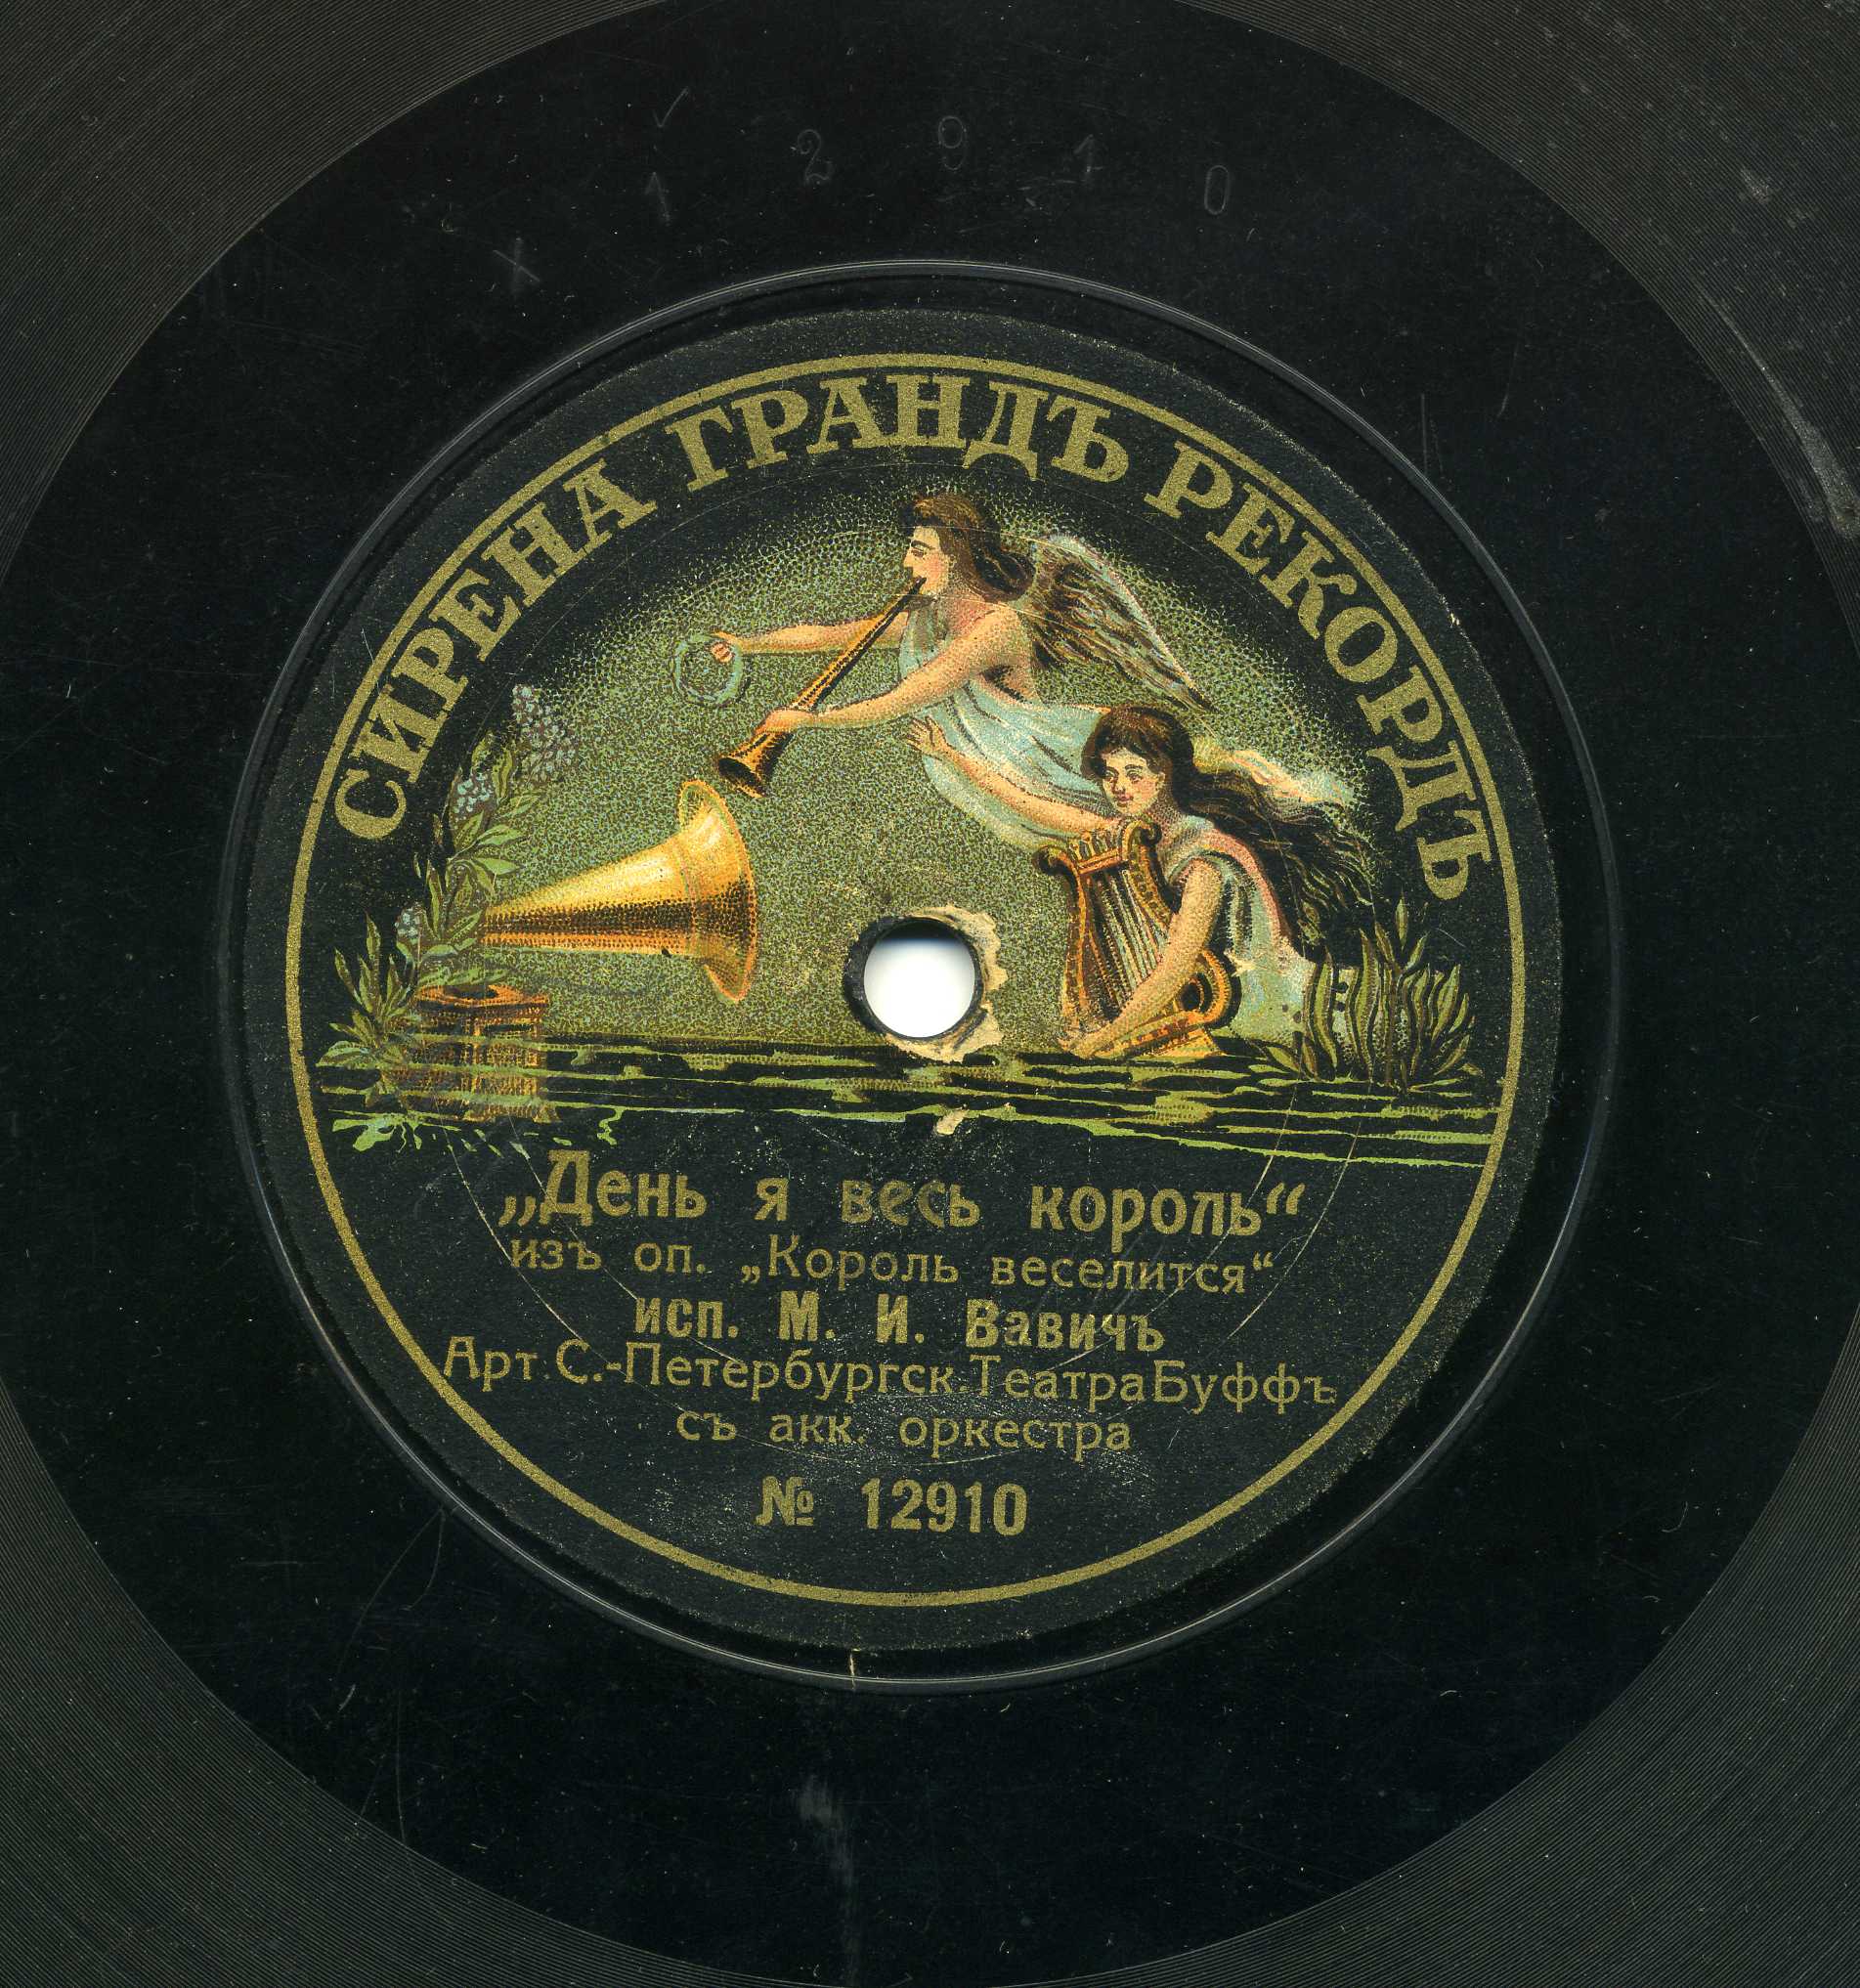 ✓
1 2 9 1 0
x
СИРЕНА ГРАНДЪ РЕКОРДЪ
„День я весь король“
изъ оп. „Король веселится“
исп. М. И. Вавичъ
Арт. С.-Петербургск. Театра Буффъ
съ акк. оркестра
№ 12910